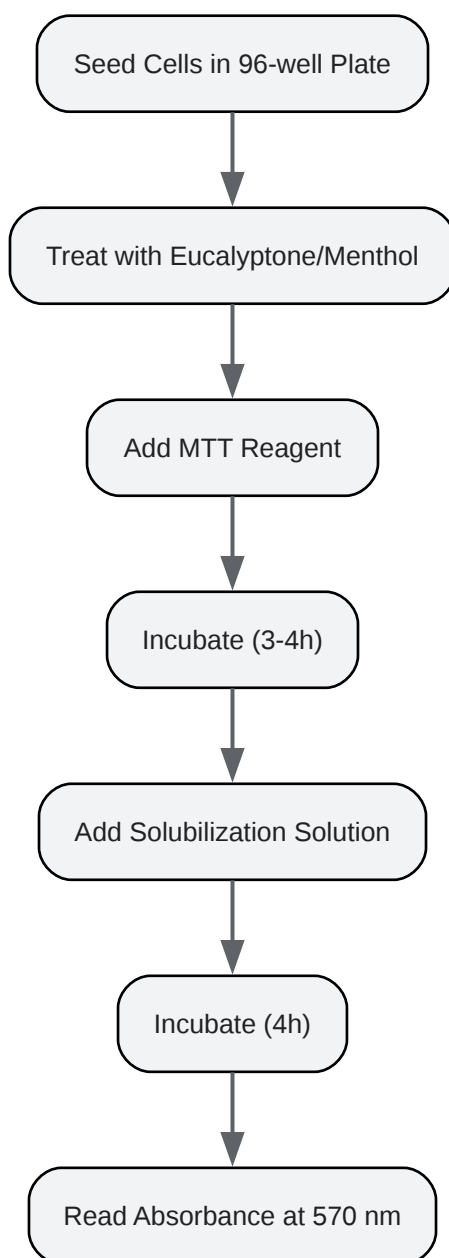 Seed Cells in 96-well Plate
Treat with Eucalyptone/Menthol
Add MTT Reagent
Incubate (3-4h)
Add Solubilization Solution
Incubate (4h)
Read Absorbance at 570 nm